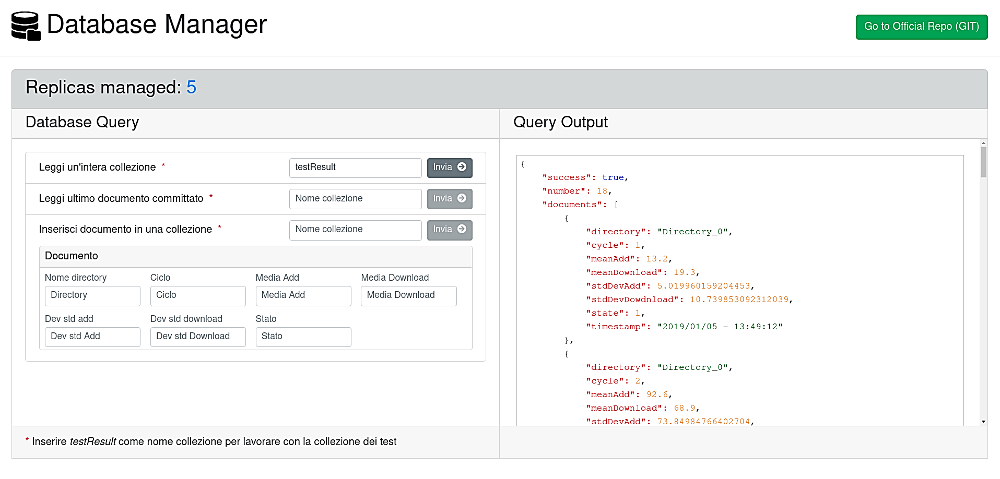 Database Manager
Go to Official Repo (GIT)
Replicas managed: 5
Database Query
Leggi un'intera collezione *
testResult
Invia
Leggi ultimo documento committato *
Nome collezione
Invia
Inserisci documento in una collezione *
Nome collezione
Invia
Documento
Nome directory Ciclo Media Add Media Download
Directory Ciclo Media Add Media Download
Dev std add Dev std download Stato
Dev std Add Dev std Download Stato
* Inserire testResult come nome collezione per lavorare con la collezione dei test
Query Output
{
"success": true,
"number": 18,
"documents": [
{
"directory": "Directory_0",
"cycle": 1,
"meanAdd": 13.2,
"meanDownload": 19.3,
"stdDevAdd": 5.019960159204453,
"stdDevDowdnload": 10.739853092312039,
"state": 1,
"timestamp": "2019/01/05 - 13:49:12"
},
{
"directory": "Directory_0",
"cycle": 2,
"meanAdd": 92.6,
"meanDownload": 68.9,
"stdDevAdd": 73.84984766402704,